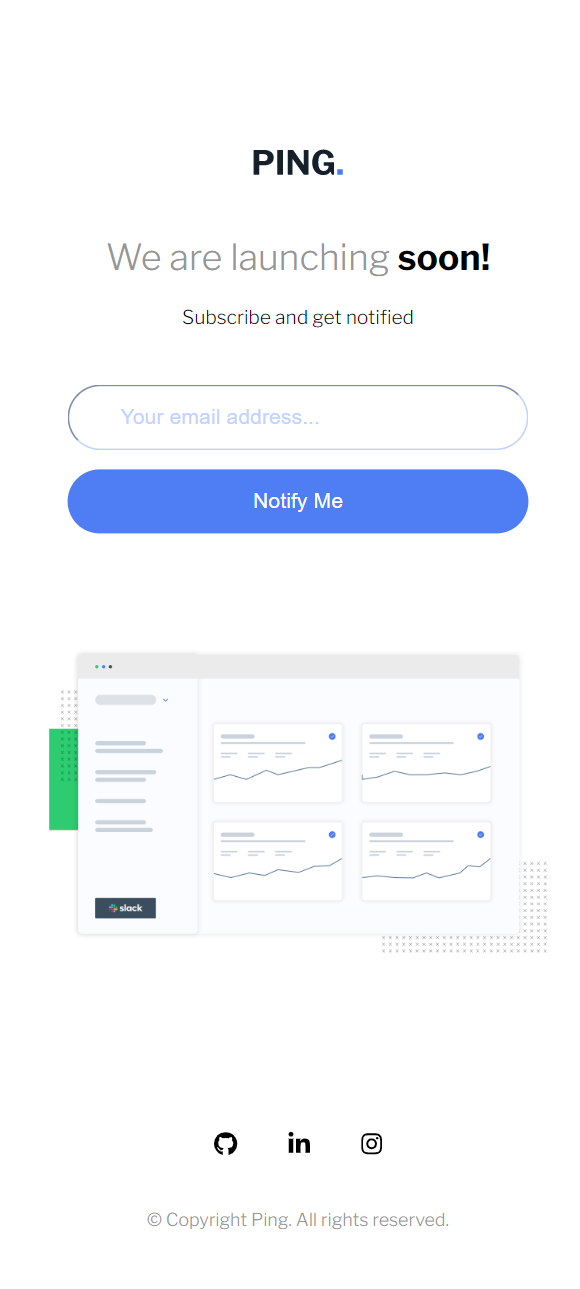 PING.
We are launching soon!
Subscribe and get notified
Your email address...
Notify Me
slack
© Copyright Ping. All rights reserved.